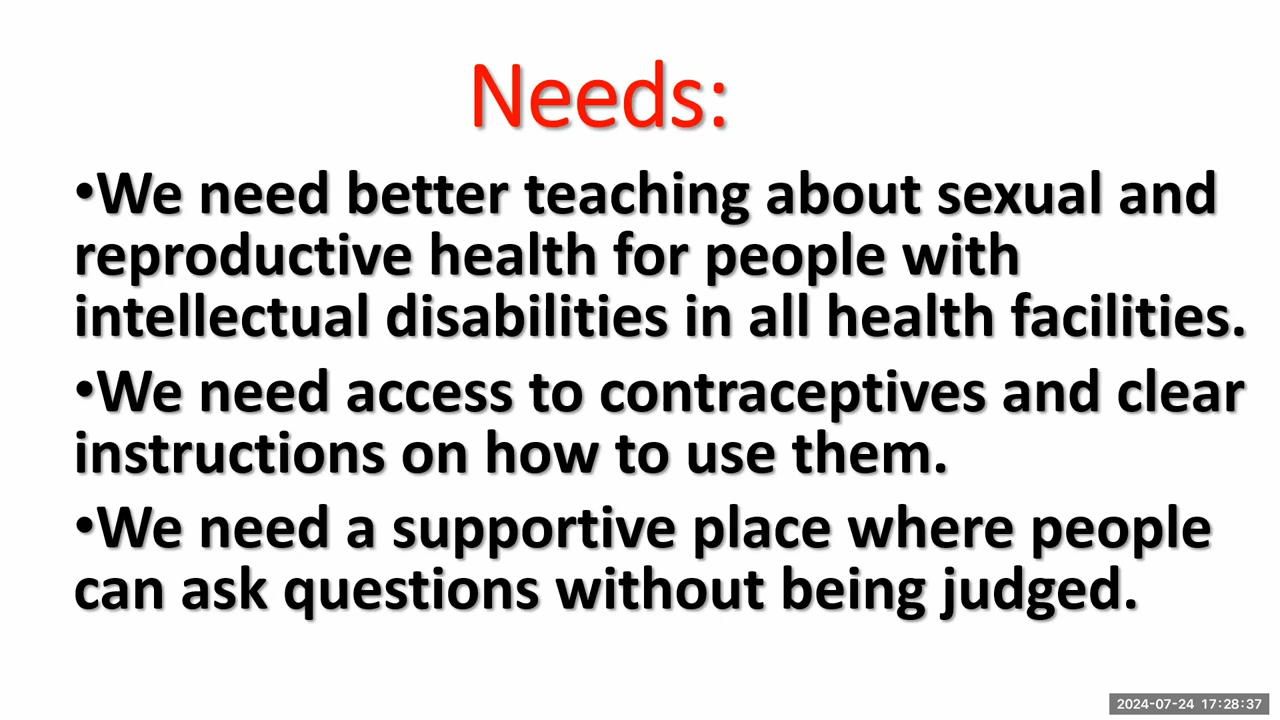 Needs:
•We need better teaching about sexual and
reproductive health for people with
intellectual disabilities in all health facilities.
•We need access to contraceptives and clear
instructions on how to use them.
•We need a supportive place where people
can ask questions without being judged.
2024-07-24 17:28:37